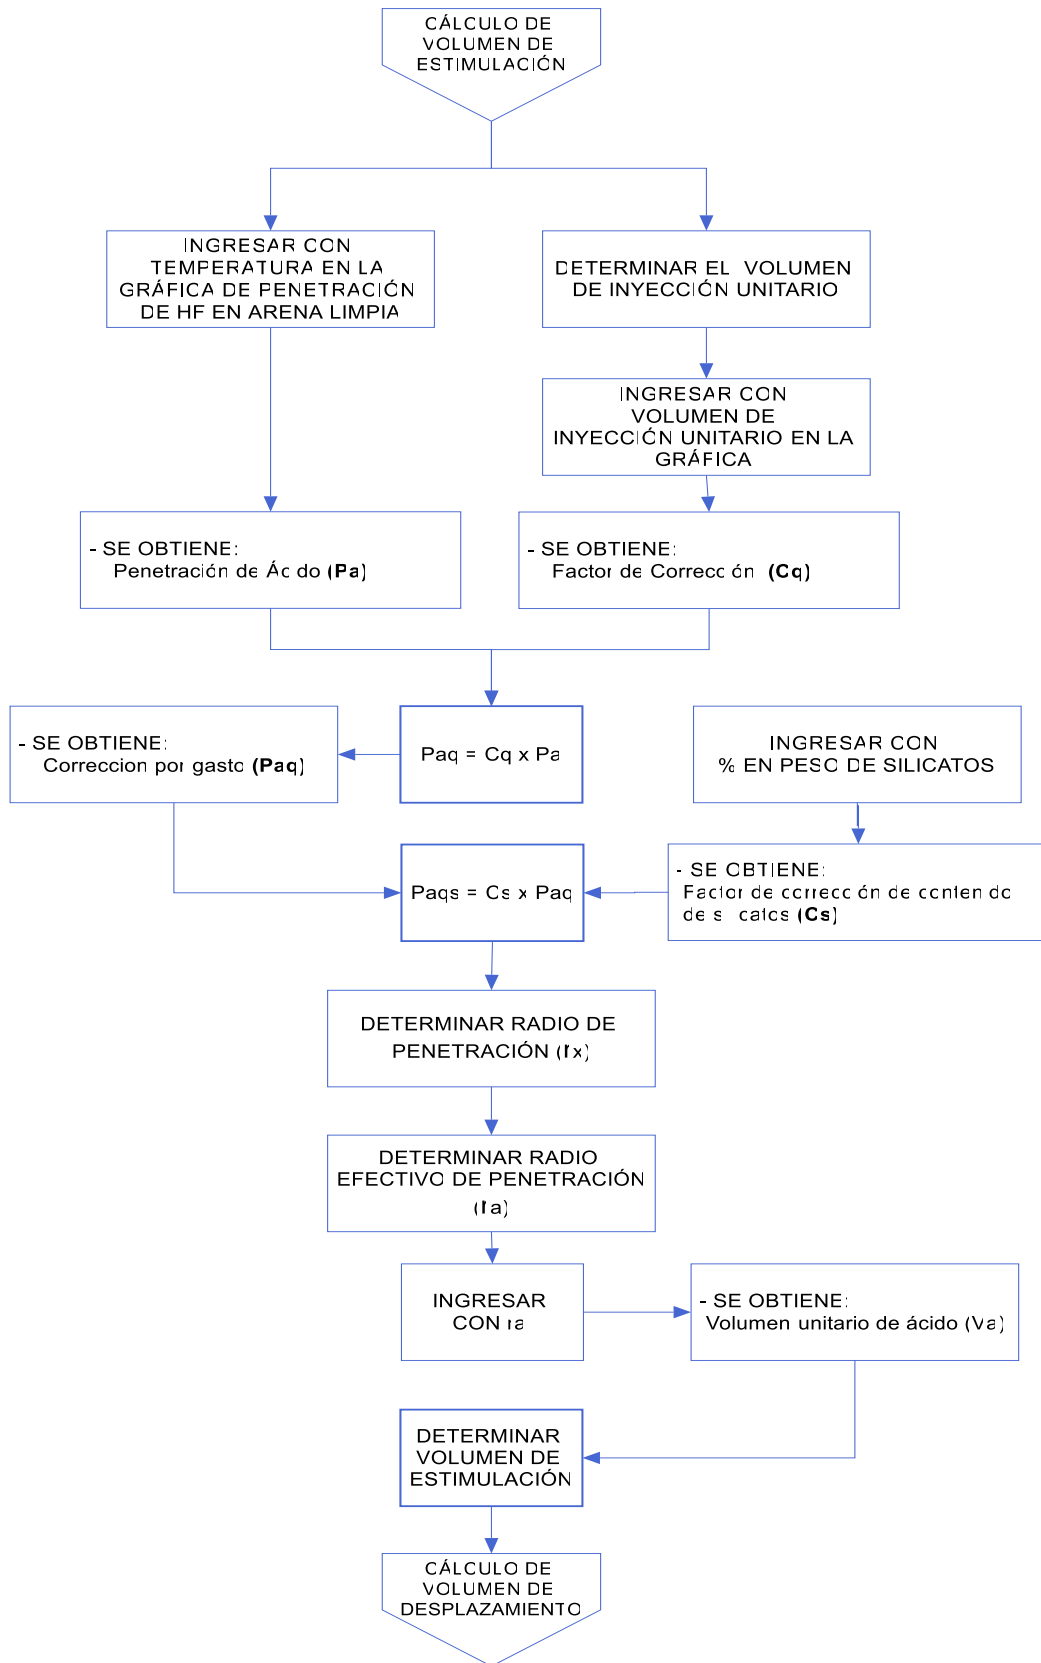 CÁLCULO DE
VOLUMEN DE
ESTIMULACIÓN
INGRESAR CON
TEMPERATURA EN LA
GRÁFICA DE PENETRACIÓN
DE HF EN ARENA LIMPIA
DETERMINAR EL VOLUMEN
DE INYECCIÓN UNITARIO
INGRESAR CON
VOLUMEN DE
INYECCIÓN UNITARIO EN LA
GRÁFICA
- SE OBTIENE:
Penetración de Ácido (Pa)
- SE OBTIENE:
Factor de Corrección (Cq)
- SE OBTIENE:
Correccion por gasto (Paq)
Paq = Cq x Pa
INGRESAR CON
% EN PESO DE SILICATOS
Paqs = Cs x Paq
- SE OBTIENE:
Factor de corrección de contenido
de silicatos (Cs)
DETERMINAR RADIO DE
PENETRACIÓN (rx)
DETERMINAR RADIO
EFECTIVO DE PENETRACIÓN
(ra)
INGRESAR
CON ra
- SE OBTIENE:
Volumen unitario de ácido (Va)
DETERMINAR
VOLUMEN DE
ESTIMULACIÓN
CÁLCULO DE
VOLUMEN DE
DESPLAZAMIENTO